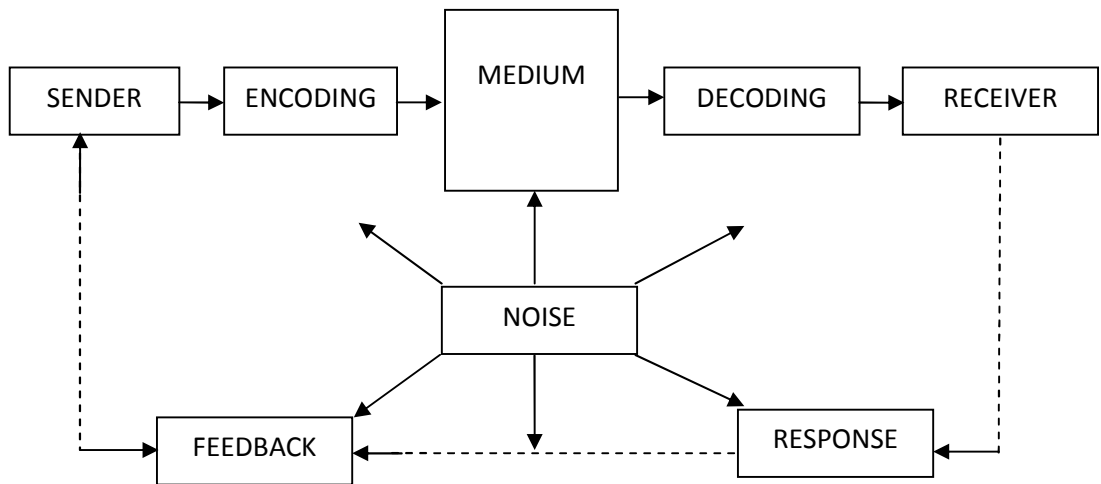 SENDER
ENCODING
MEDIUM
DECODING
RECEIVER
NOISE
FEEDBACK
RESPONSE